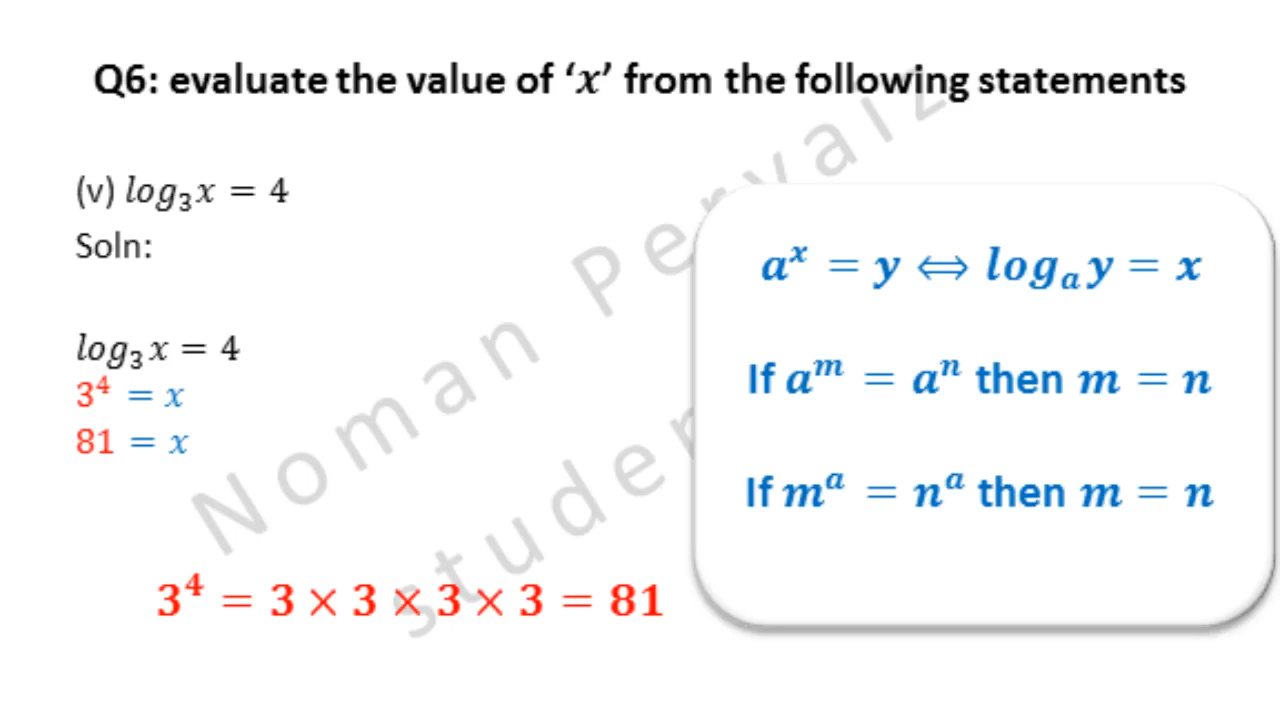 Q6: evaluate the value of ‘x’ from the following statements
(v) log₃x = 4
Soln:
log₃x = 4
3⁴ = x
81 = x
3⁴ = 3 × 3 × 3 × 3 = 81
aˣ = y ⟺ logₐy = x
If aᵐ = aⁿ then m = n
If mᵃ = nᵃ then m = n
Noman Pervaiz